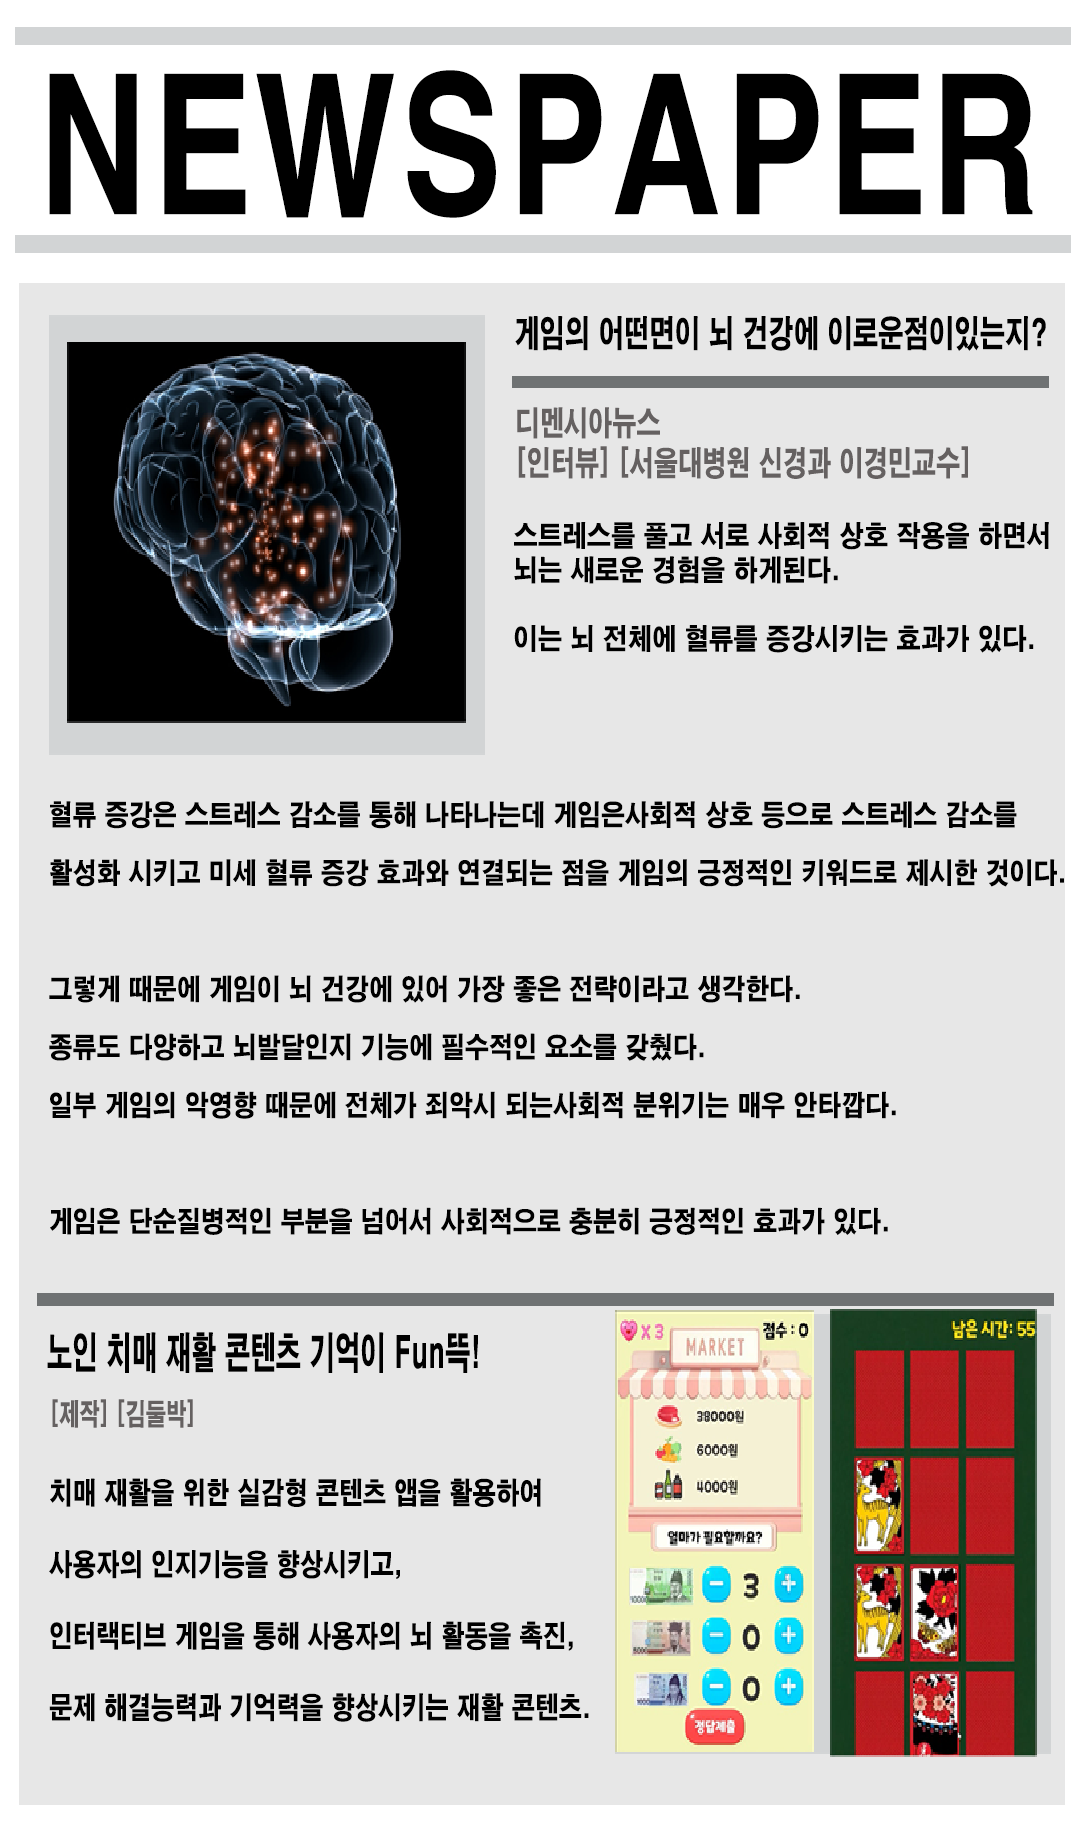 NEWSPAPER
게임의 어떤면이 뇌 건강에 이로운점이있는지?
디멘시아뉴스
[인터뷰] [서울대병원 신경과 이경민교수]
스트레스를 풀고 서로 사회적 상호 작용을 하면서
뇌는 새로운 경험을 하게된다.
이는 뇌 전체에 혈류를 증강시키는 효과가 있다.
혈류 증강은 스트레스 감소를 통해 나타나는데 게임은사회적 상호 등으로 스트레스 감소를
활성화 시키고 미세 혈류 증강 효과와 연결되는 점을 게임의 긍정적인 키워드로 제시한 것이다.
그렇게 때문에 게임이 뇌 건강에 있어 가장 좋은 전략이라고 생각한다.
종류도 다양하고 뇌발달인지 기능에 필수적인 요소를 갖췄다.
일부 게임의 악영향 때문에 전체가 죄악시 되는사회적 분위기는 매우 안타깝다.
게임은 단순질병적인 부분을 넘어서 사회적으로 충분히 긍정적인 효과가 있다.
노인 치매 재활 콘텐츠 기억이 Fun뜩!
[제작] [김둘박]
치매 재활을 위한 실감형 콘텐츠 앱을 활용하여
사용자의 인지기능을 향상시키고,
인터랙티브 게임을 통해 사용자의 뇌 활동을 촉진,
문제 해결능력과 기억력을 향상시키는 재활 콘텐츠.
X 3
점수 : 0
MARKET
38000원
6000원
4000원
얼마가 필요할까요?
3
0
0
정답제출
남은 시간: 55